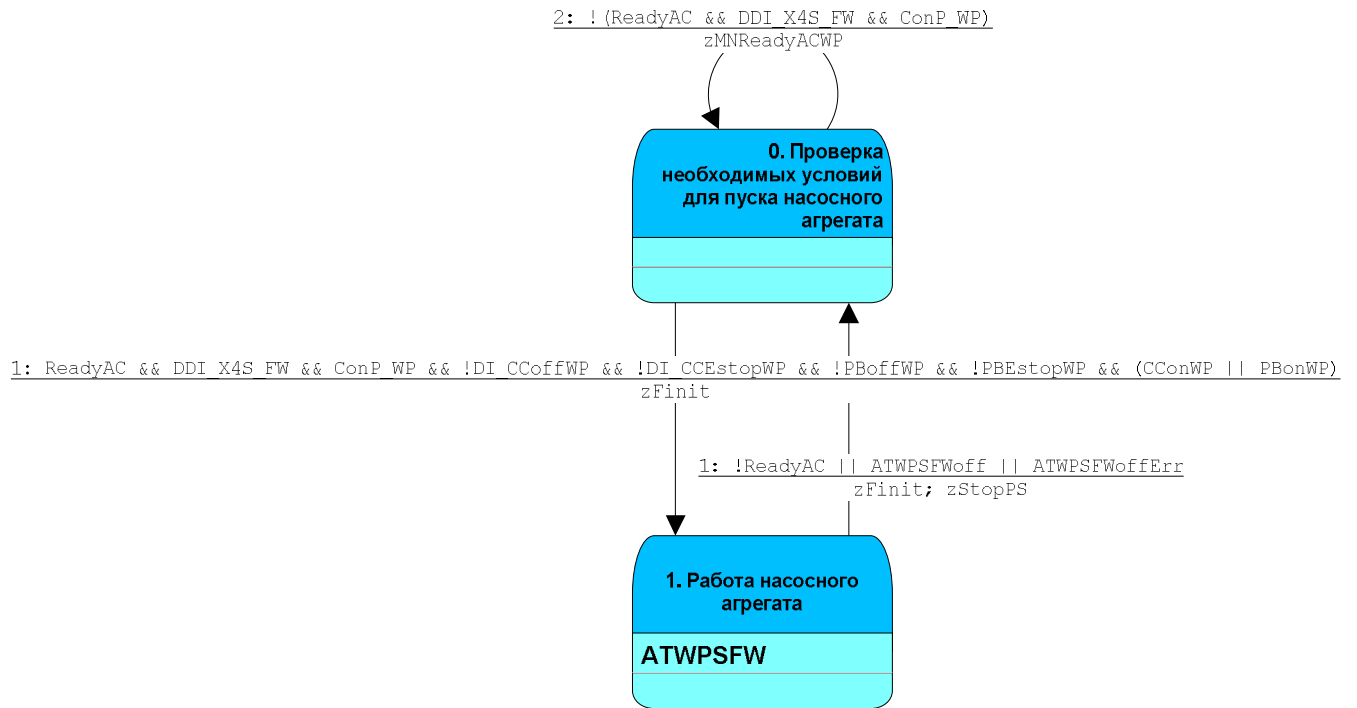 2: !(ReadyAC && DDI_X4S_FW && ConP_WP)
zMNReadyACWP
0. Проверка
необходимых условий
для пуска насосного
агрегата
1: ReadyAC && DDI_X4S_FW && ConP_WP && !DI_CCoffWP && !DI_CCEstopWP && !PBoffWP && !PBEstopWP && (CConWP || PBonWP)
zFinit
1: !ReadyAC || ATWPSFWoff || ATWPSFWoffErr
zFinit; zStopPS
1. Работа насосного
агрегата
ATWPSFW